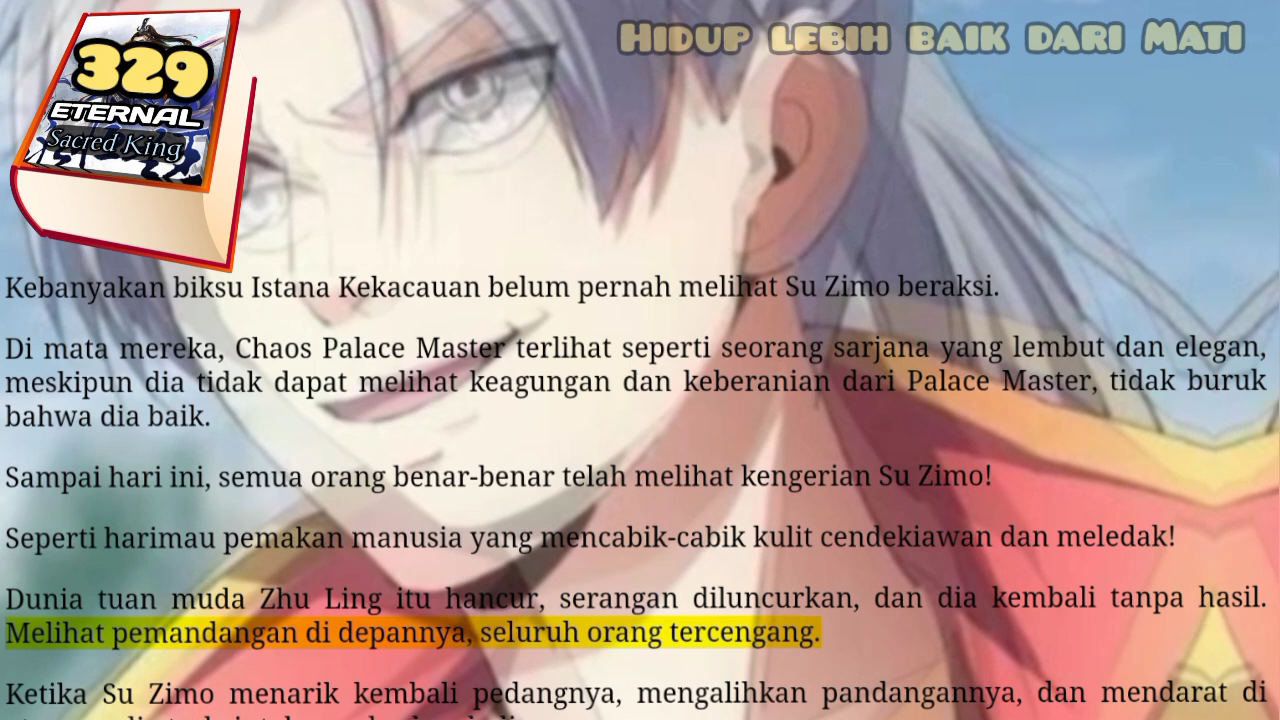 Hidup lebih baik dari Mati
329
ETERNAL
Sacred King
Kebanyakan biksu Istana Kekacauan belum pernah melihat Su Zimo beraksi.
Di mata mereka, Chaos Palace Master terlihat seperti seorang sarjana yang lembut dan elegan,
meskipun dia tidak dapat melihat keagungan dan keberanian dari Palace Master, tidak buruk
bahwa dia baik.
Sampai hari ini, semua orang benar-benar telah melihat kengerian Su Zimo!
Seperti harimau pemakan manusia yang mencabik-cabik kulit cendekiawan dan meledak!
Dunia tuan muda Zhu Ling itu hancur, serangan diluncurkan, dan dia kembali tanpa hasil.
Melihat pemandangan di depannya, seluruh orang tercengang.
Ketika Su Zimo menarik kembali pedangnya, mengalihkan pandangannya, dan mendarat di